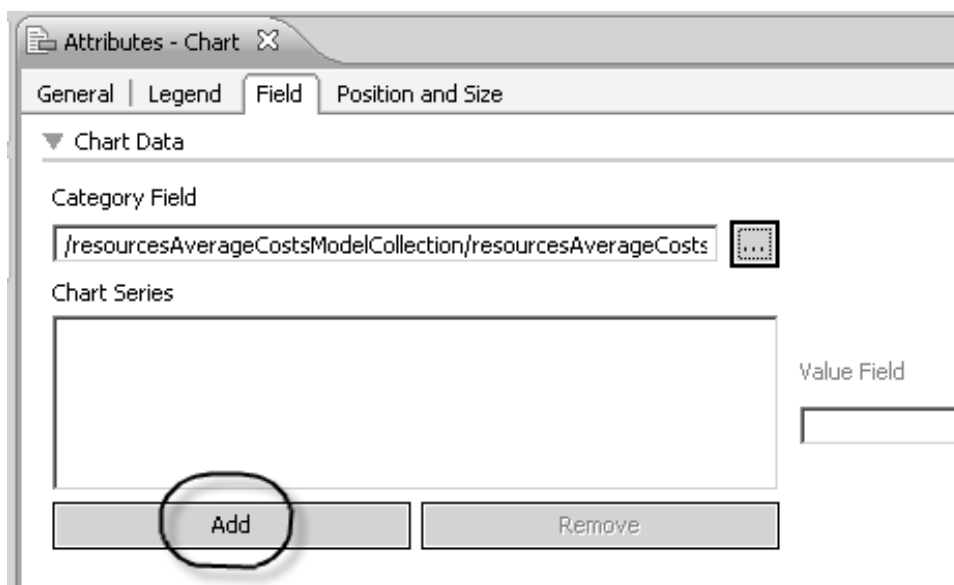 Attributes - Chart
General | Legend Field Position and Size
Chart Data
Category Field
/resourcesAverageCostsModelCollection/resourcesAverageCosts ...
Chart Series
Value Field
Add Remove